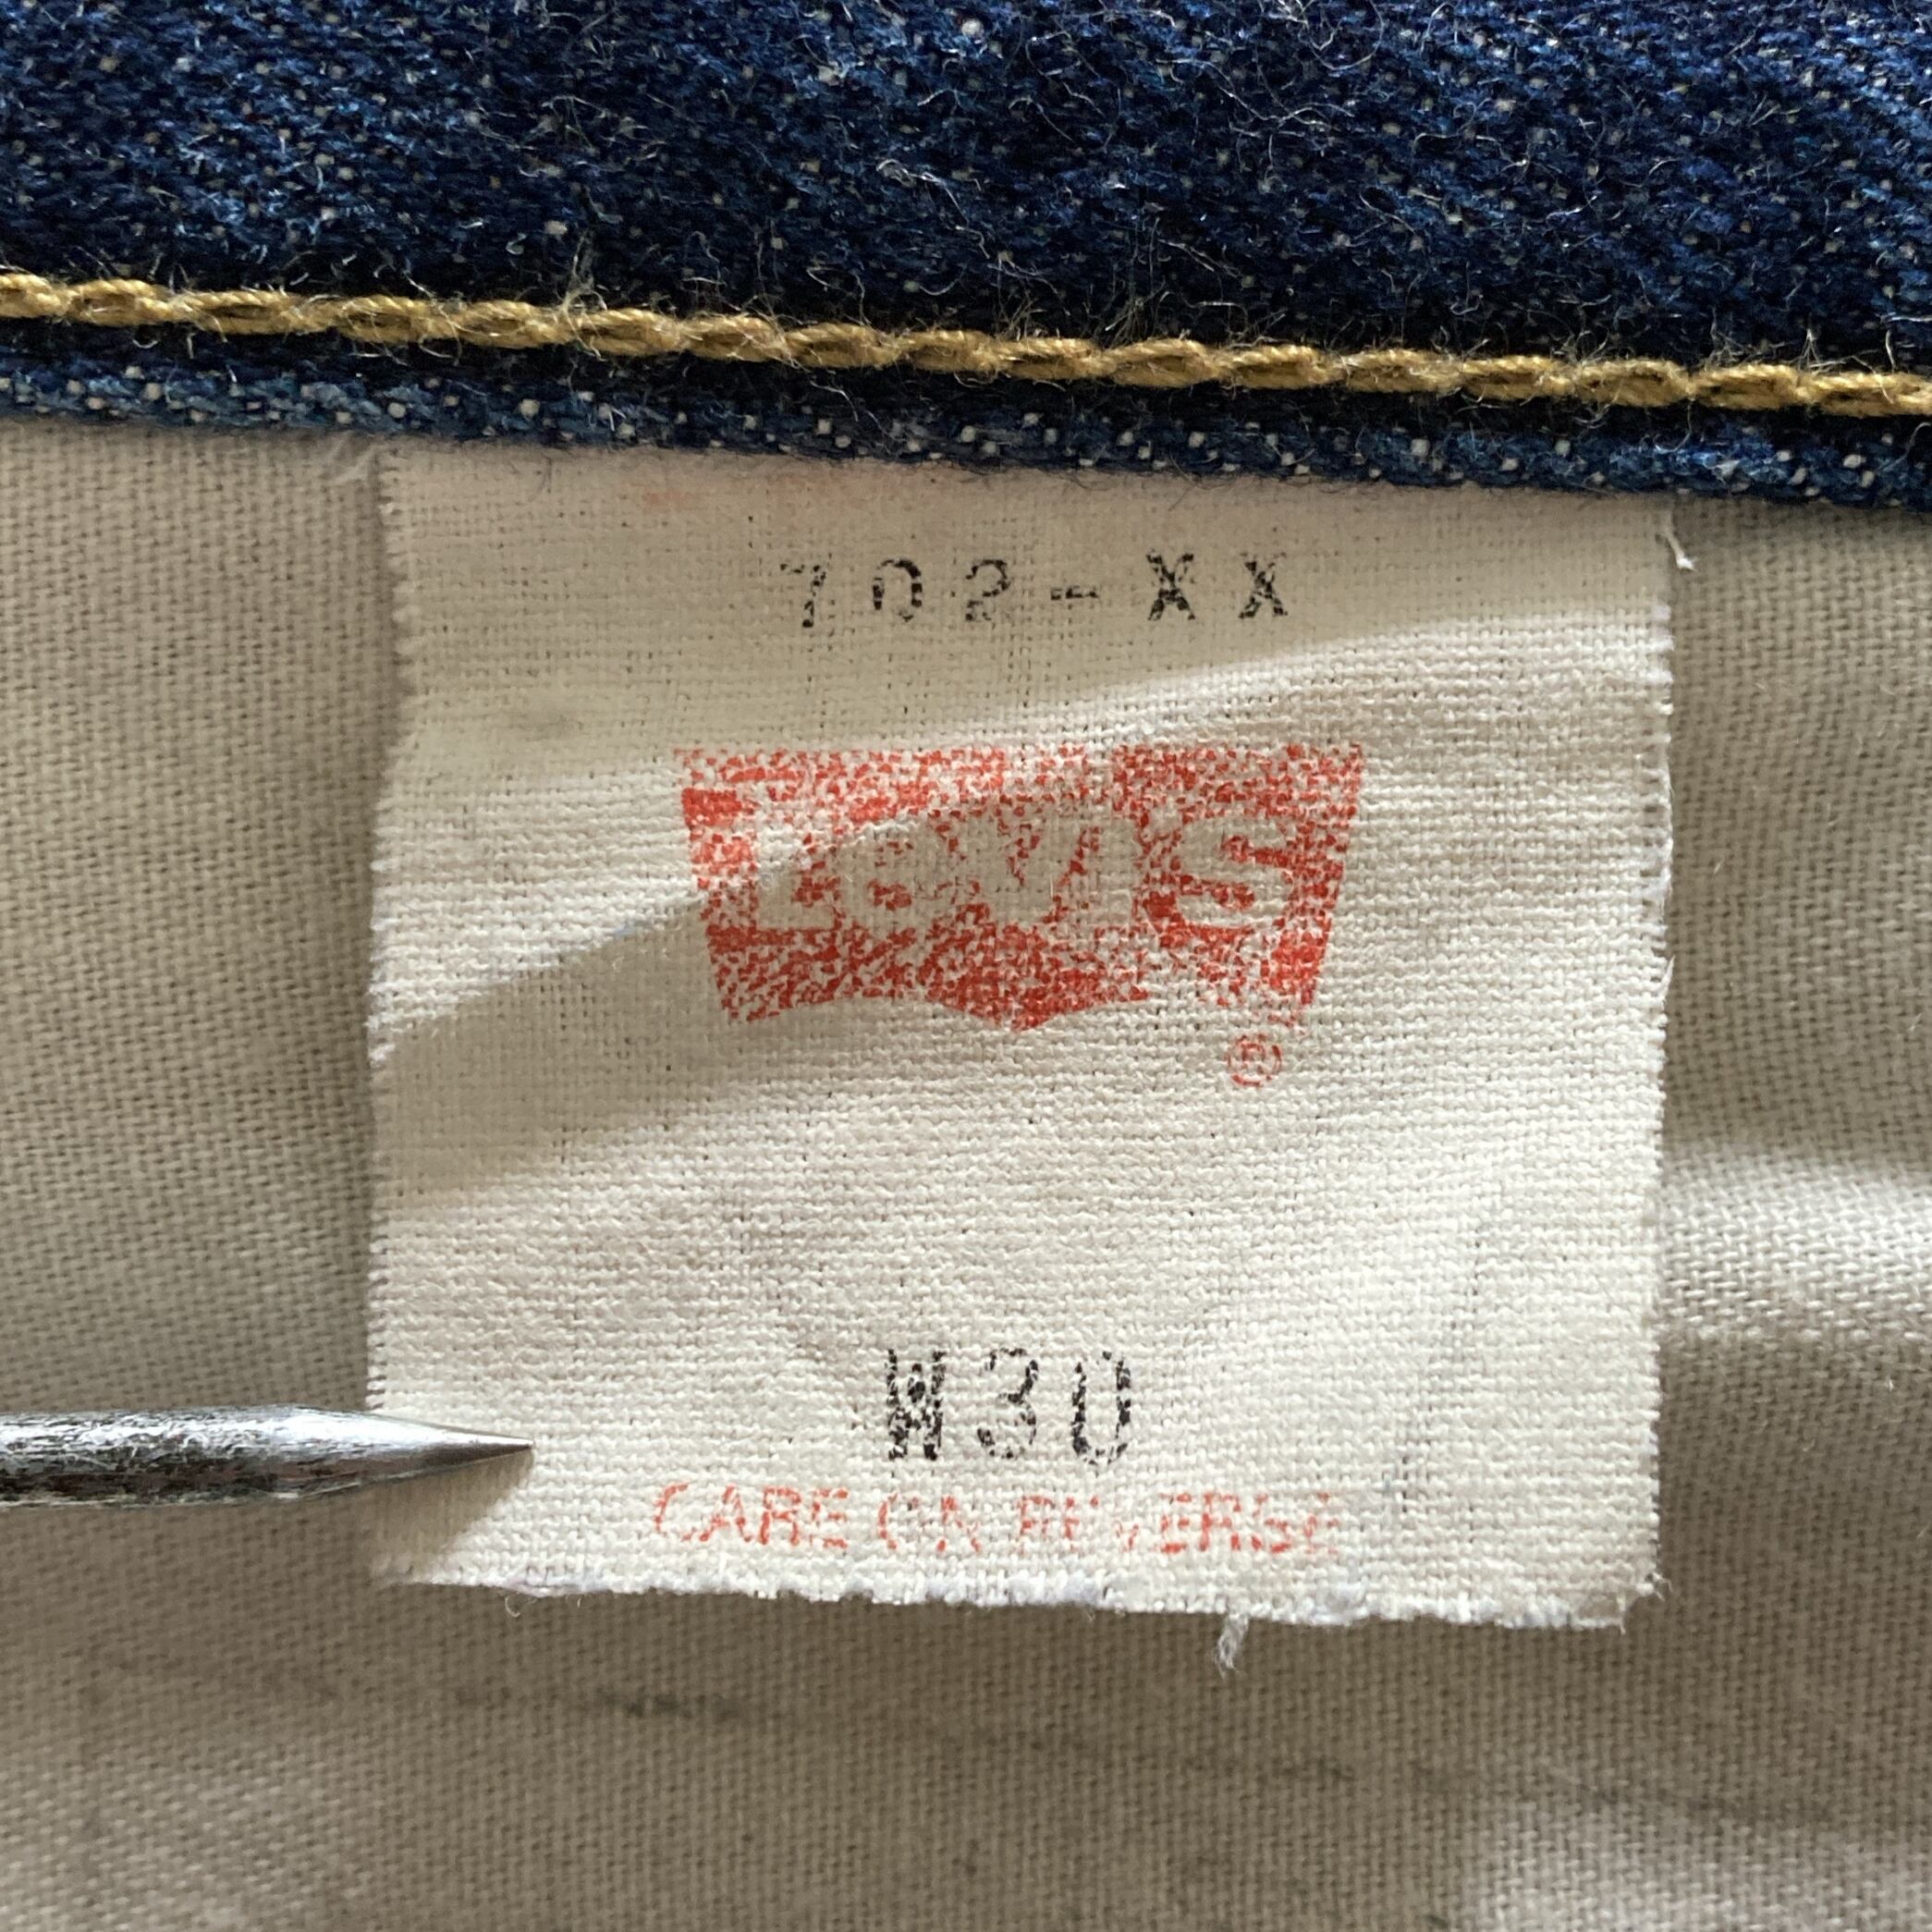 702-XX
Levi's
®
W30
CARE ON REVERSE